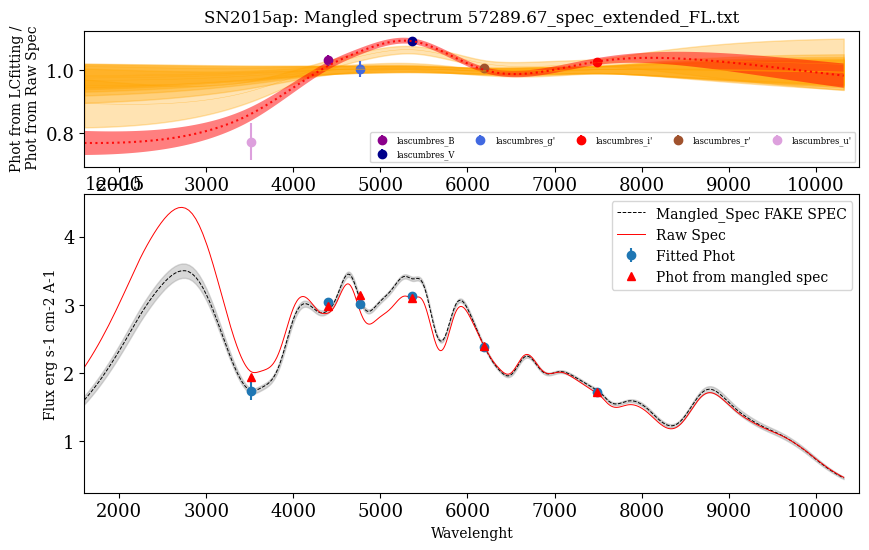 SN2015ap: Mangled spectrum 57289.67_spec_extended_FL.txt
Phot from LCfitting /
Phot from Raw Spec
1.0
0.8
lascumbres_B
lascumbres_V
lascumbres_g'
lascumbres_i'
lascumbres_r'
lascumbres_u'
2000 3000 4000 5000 6000 7000 8000 9000 10000
1e−15
Flux erg s-1 cm-2 A-1
4
3
2
1
Mangled_Spec FAKE SPEC
Raw Spec
Fitted Phot
Phot from mangled spec
2000 3000 4000 5000 6000 7000 8000 9000 10000
Wavelenght